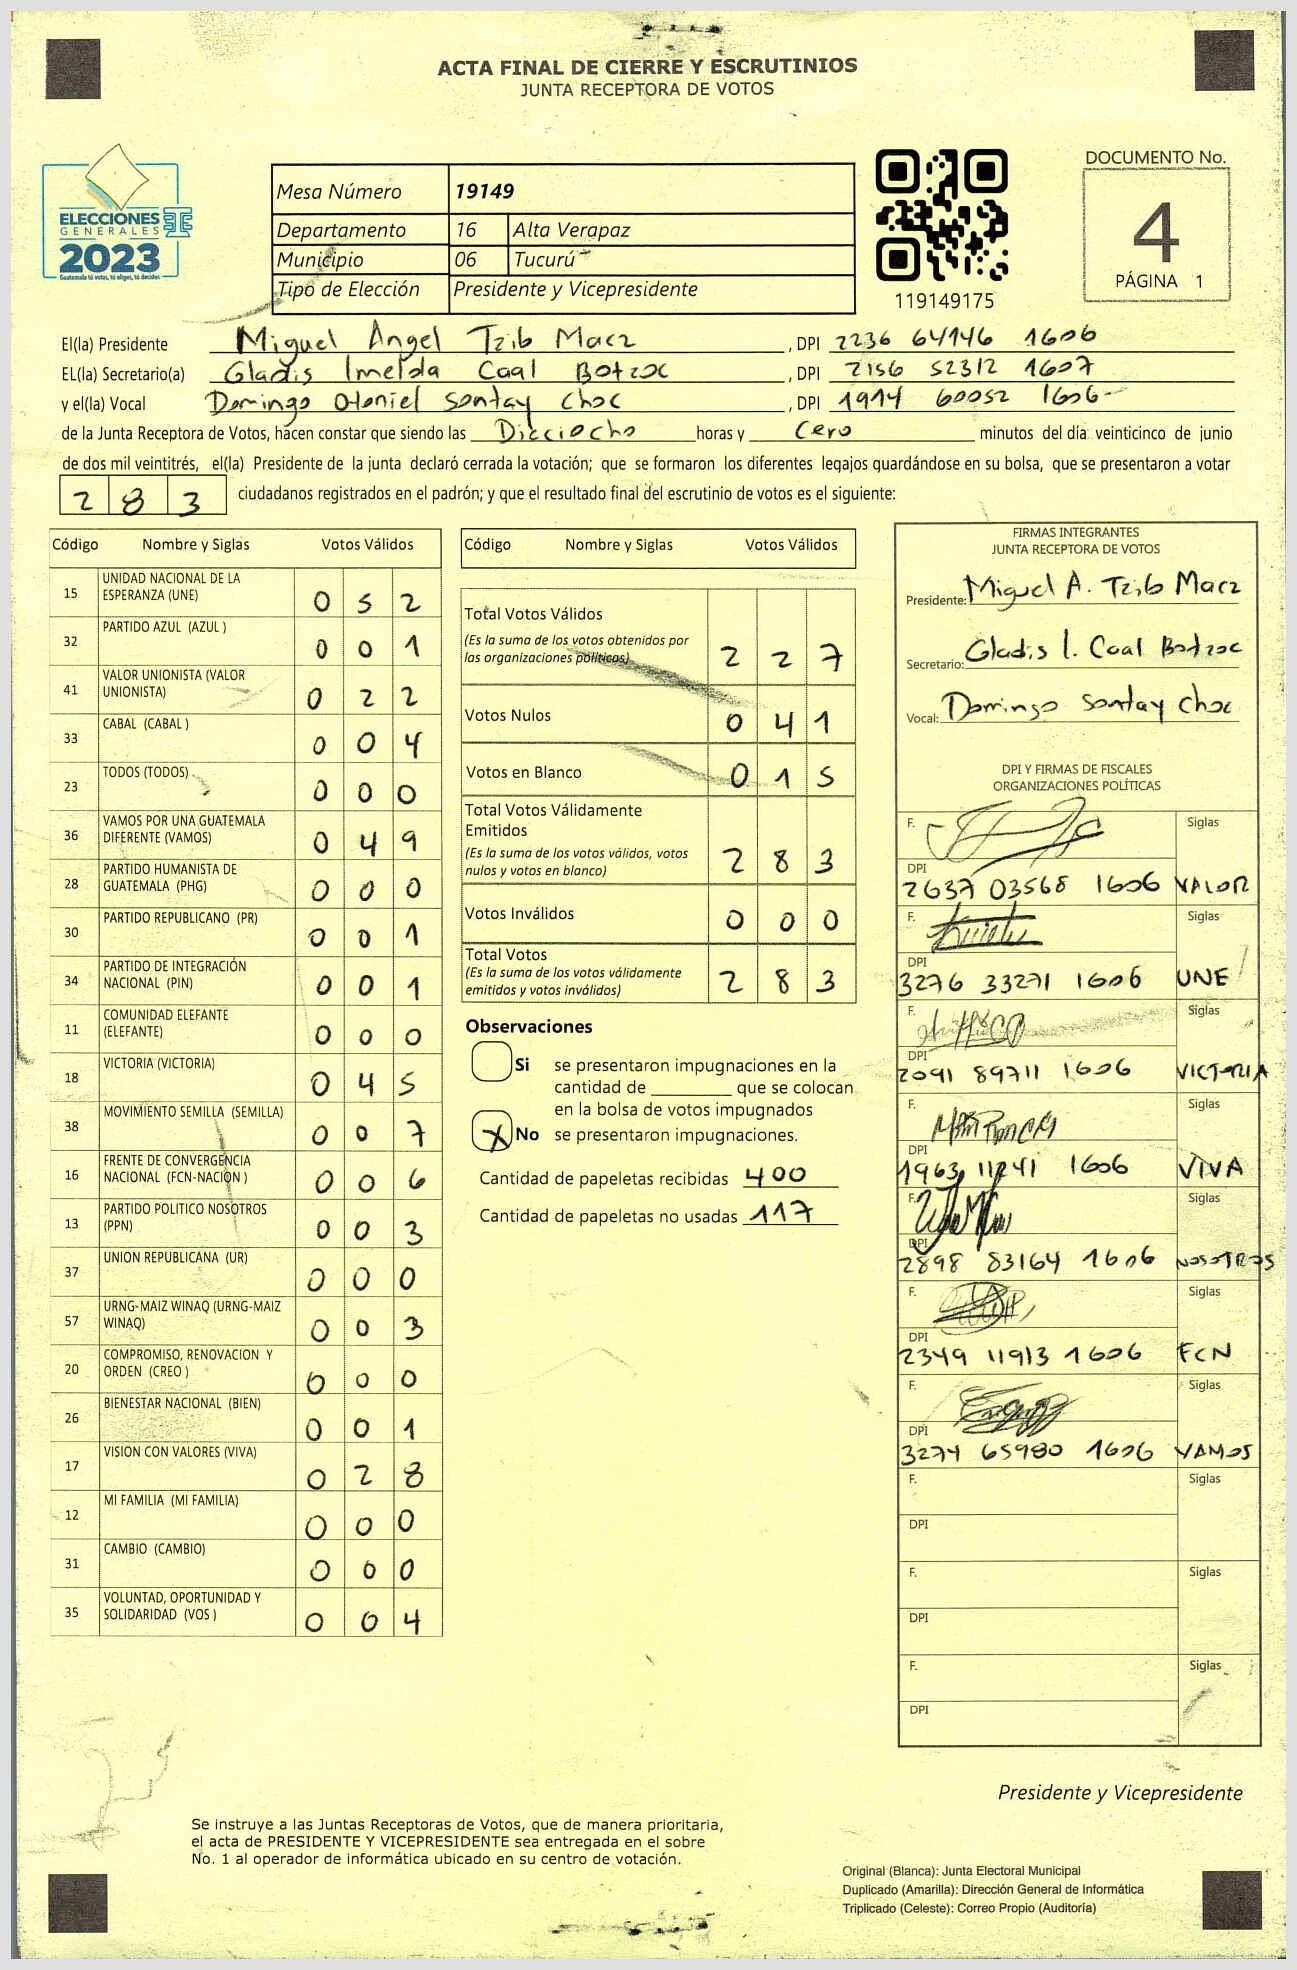 ACTA FINAL DE CIERRE Y ESCRUTINIOS
JUNTA RECEPTORA DE VOTOS
ELECCIONES
GENERALES
2023
Guatemala tú votas, tú eliges, tú decides
Mesa Número 19149
Departamento 16 Alta Verapaz
Municipio 06 Tucurú
Tipo de Elección Presidente y Vicepresidente
119149175
DOCUMENTO No.
4
PÁGINA 1
El(la) Presidente Miguel Angel Tzib Macz , DPI 2236 64146 1606
EL(la) Secretario(a) Gladis Imelda Caal Botzoc , DPI 2156 52312 1607
y el(la) Vocal Domingo Otoniel Sontay Choc , DPI 1914 60052 1606
de la Junta Receptora de Votos, hacen constar que siendo las Dieciocho horas y Cero minutos del día veinticinco de junio
de dos mil veintitrés, el(la) Presidente de la junta declaró cerrada la votación; que se formaron los diferentes legajos guardándose en su bolsa, que se presentaron a votar
283 ciudadanos registrados en el padrón; y que el resultado final del escrutinio de votos es el siguiente:
Código Nombre y Siglas Votos Válidos
15 UNIDAD NACIONAL DE LA ESPERANZA (UNE) 0 5 2
32 PARTIDO AZUL (AZUL ) 0 0 1
41 VALOR UNIONISTA (VALOR UNIONISTA) 0 2 2
33 CABAL (CABAL ) 0 0 4
23 TODOS (TODOS) 0 0 0
36 VAMOS POR UNA GUATEMALA DIFERENTE (VAMOS) 0 4 9
28 PARTIDO HUMANISTA DE GUATEMALA (PHG) 0 0 0
30 PARTIDO REPUBLICANO (PR) 0 0 1
34 PARTIDO DE INTEGRACIÓN NACIONAL (PIN) 0 0 1
11 COMUNIDAD ELEFANTE (ELEFANTE) 0 0 0
18 VICTORIA (VICTORIA) 0 4 5
38 MOVIMIENTO SEMILLA (SEMILLA) 0 0 7
16 FRENTE DE CONVERGENCIA NACIONAL (FCN-NACION ) 0 0 6
13 PARTIDO POLITICO NOSOTROS (PPN) 0 0 3
37 UNION REPUBLICANA (UR) 0 0 0
57 URNG-MAIZ WINAQ (URNG-MAIZ WINAQ) 0 0 3
20 COMPROMISO, RENOVACION Y ORDEN (CREO ) 0 0 0
26 BIENESTAR NACIONAL (BIEN) 0 0 1
17 VISION CON VALORES (VIVA) 0 2 8
12 MI FAMILIA (MI FAMILIA) 0 0 0
31 CAMBIO (CAMBIO) 0 0 0
35 VOLUNTAD, OPORTUNIDAD Y SOLIDARIDAD (VOS ) 0 0 4
Código Nombre y Siglas Votos Válidos
Total Votos Válidos
(Es la suma de los votos obtenidos por
las organizaciones políticas) 2 2 7
Votos Nulos 0 4 1
Votos en Blanco 0 1 5
Total Votos Válidamente
Emitidos
(Es la suma de los votos válidos, votos
nulos y votos en blanco) 2 8 3
Votos Inválidos 0 0 0
Total Votos
(Es la suma de los votos válidamente
emitidos y votos inválidos) 2 8 3
Observaciones
Si se presentaron impugnaciones en la
cantidad de ________ que se colocan
en la bolsa de votos impugnados
X No se presentaron impugnaciones.
Cantidad de papeletas recibidas 400
Cantidad de papeletas no usadas 117
FIRMAS INTEGRANTES
JUNTA RECEPTORA DE VOTOS
Presidente: Miguel A. Tzib Macz
Secretario: Gladis I. Caal Botzoc
Vocal: Domingo Sontay Choc
DPI Y FIRMAS DE FISCALES
ORGANIZACIONES POLÍTICAS
F. Siglas
DPI
2637 03568 1606 VALOR
F. Siglas
DPI
3276 33271 1606 UNE
F. Siglas
DPI
2091 89711 1606 VICTORIA
F. Siglas
DPI
1963 11241 1606 VIVA
F. Siglas
DPI
2898 83164 1606 NOSOTROS
F. Siglas
DPI
2349 11913 1606 FCN
F. Siglas
DPI
3274 65980 1606 VAMOS
F. Siglas
DPI
F. Siglas
DPI
F. Siglas
DPI
Presidente y Vicepresidente
Se instruye a las Juntas Receptoras de Votos, que de manera prioritaria,
el acta de PRESIDENTE Y VICEPRESIDENTE sea entregada en el sobre
No. 1 al operador de informática ubicado en su centro de votación.
Original (Blanca): Junta Electoral Municipal
Duplicado (Amarilla): Dirección General de Informática
Triplicado (Celeste): Correo Propio (Auditoría)